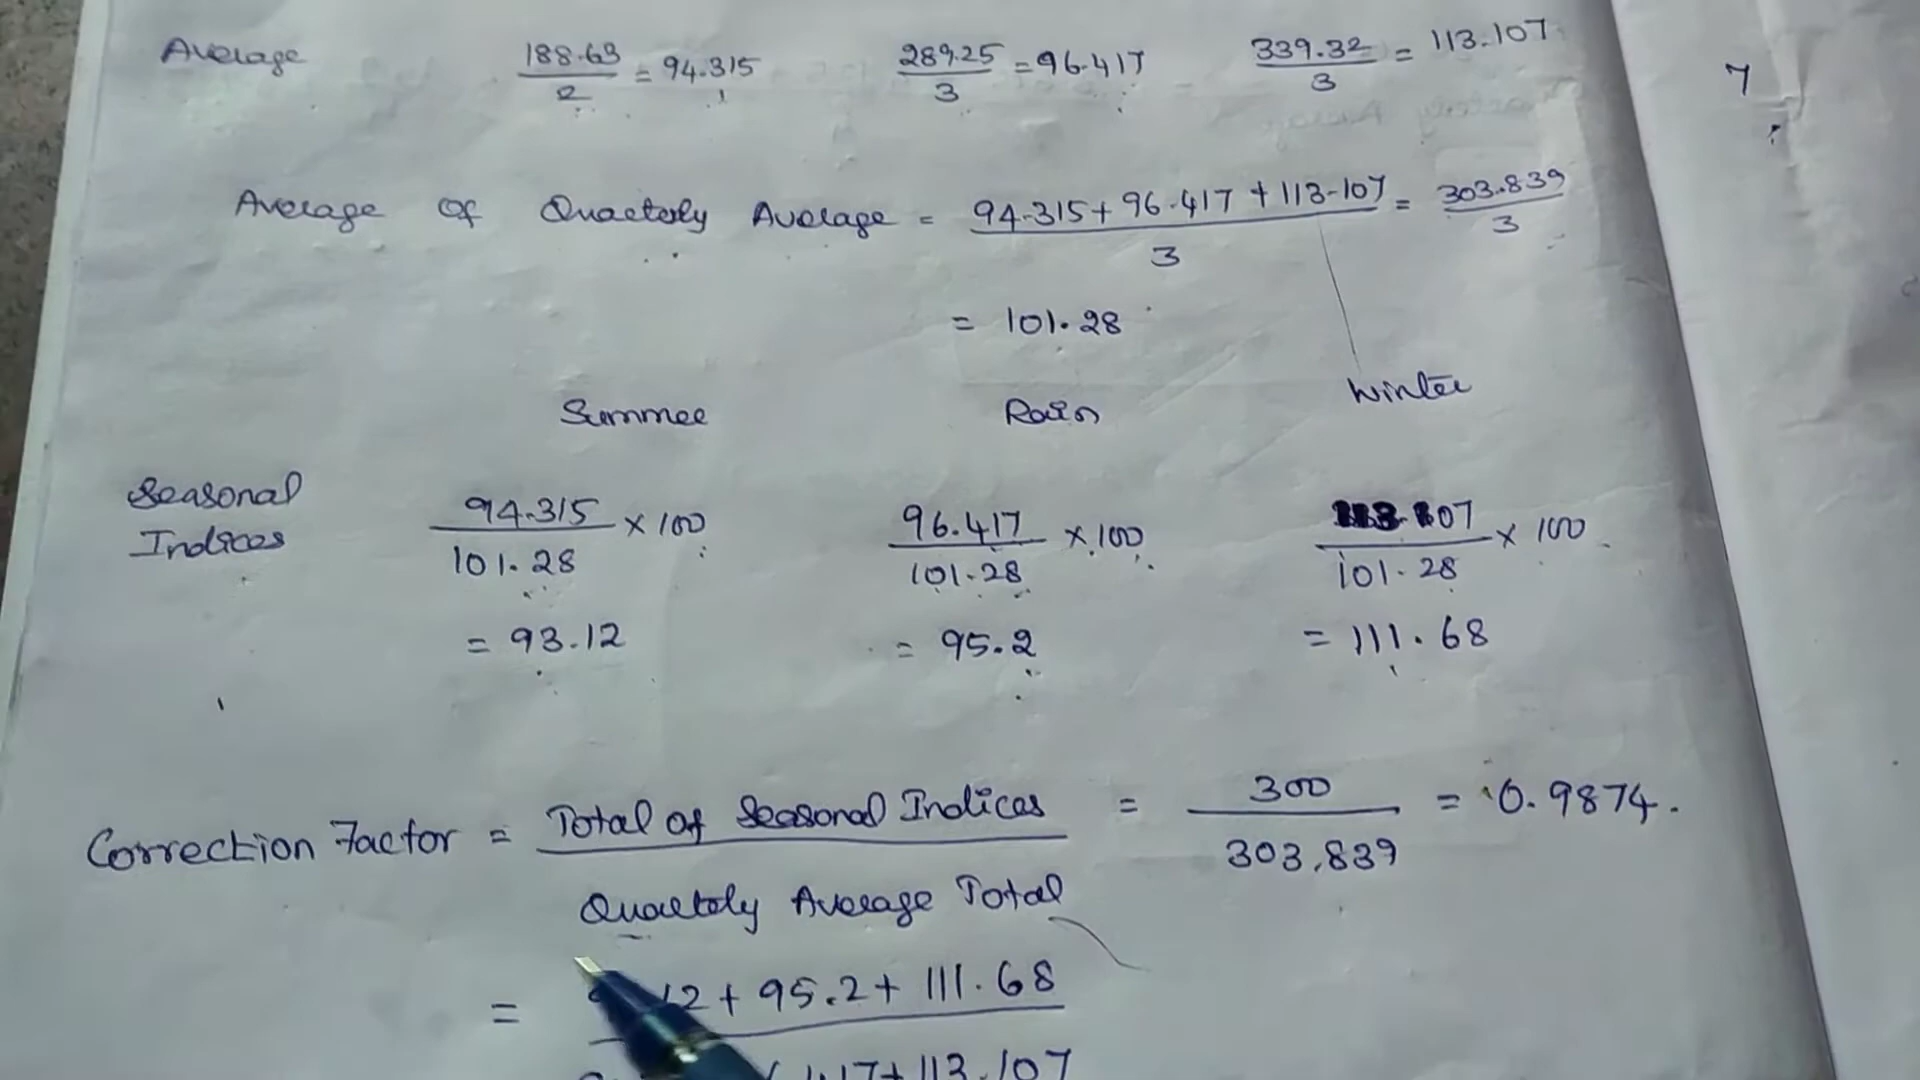 Average 188.63/2 = 94.315 289.25/3 = 96.417 339.32/3 = 113.107
7
Average Of Quarterly Average = 94.315 + 96.417 + 113.107 / 3 = 303.839/3
= 101.28
Summer Rain Winter
Seasonal Indices 94.315/101.28 × 100 96.417/101.28 × 100 113.107/101.28 × 100
= 93.12 = 95.2 = 111.68
Correction Factor = Total of Seasonal Indices / Quarterly Average Total = 300/303.839 = 0.9874.
= 12 + 95.2 + 111.68
.417 + 113.107